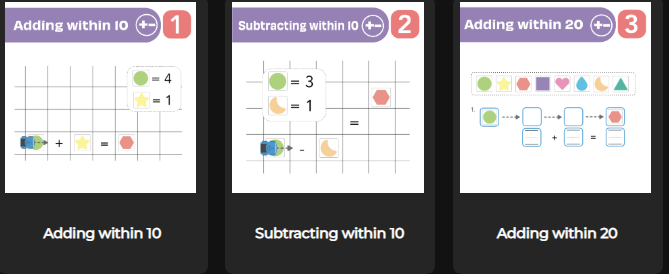 Adding within 10 +- 1
= 4
= 1
+ =
Adding within 10
Subtracting within 10 +- 2
= 3
= 1
=
-
Subtracting within 10
Adding within 20 +- 3
1.
+ =
Adding within 20